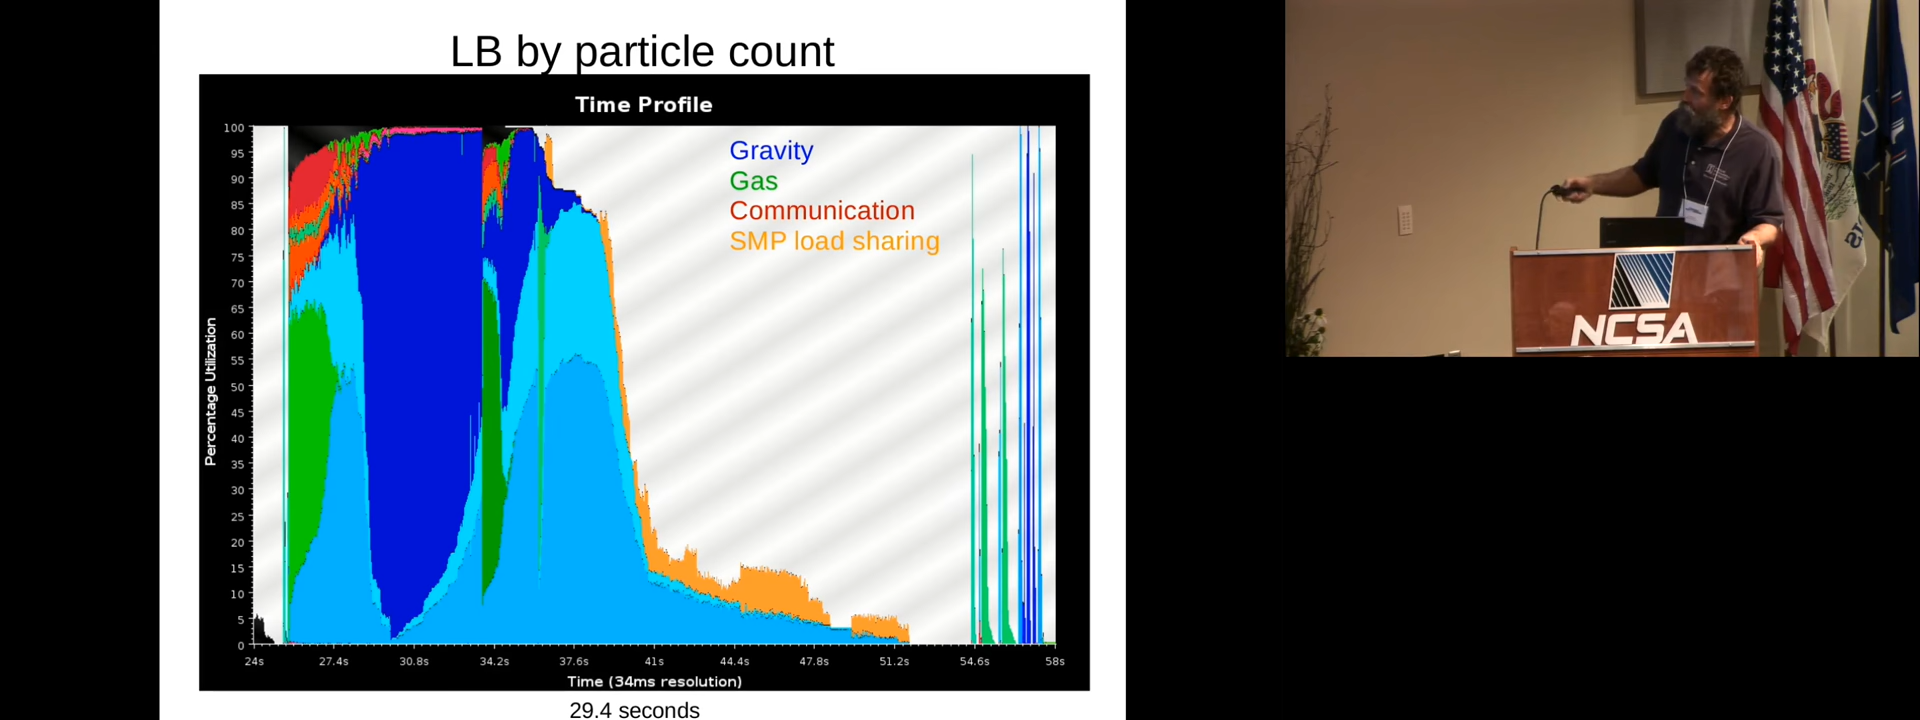 LB by particle count
Time Profile
100
95
90
85
80
75
70
65
60
55
50
45
40
35
30
25
20
15
10
5
0
Percentage Utilization
Gravity
Gas
Communication
SMP load sharing
24s 27.4s 30.8s 34.2s 37.6s 41s 44.4s 47.8s 51.2s 54.6s 58s
Time (34ms resolution)
29.4 seconds
NCSA